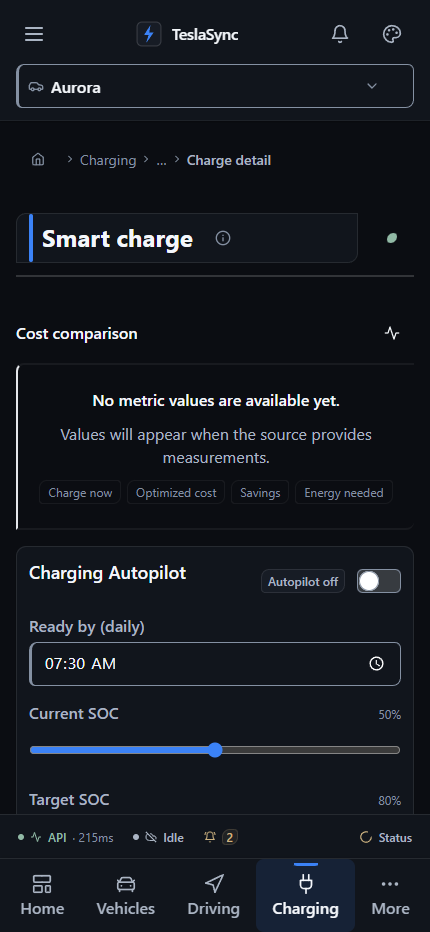 TeslaSync
Aurora
Charging ... Charge detail
Smart charge
Cost comparison
No metric values are available yet.
Values will appear when the source provides
measurements.
Charge now Optimized cost Savings Energy needed
Charging Autopilot Autopilot off
Ready by (daily)
07:30 AM
Current SOC 50%
Target SOC 80%
API · 215ms Idle 2 Status
Home Vehicles Driving Charging More